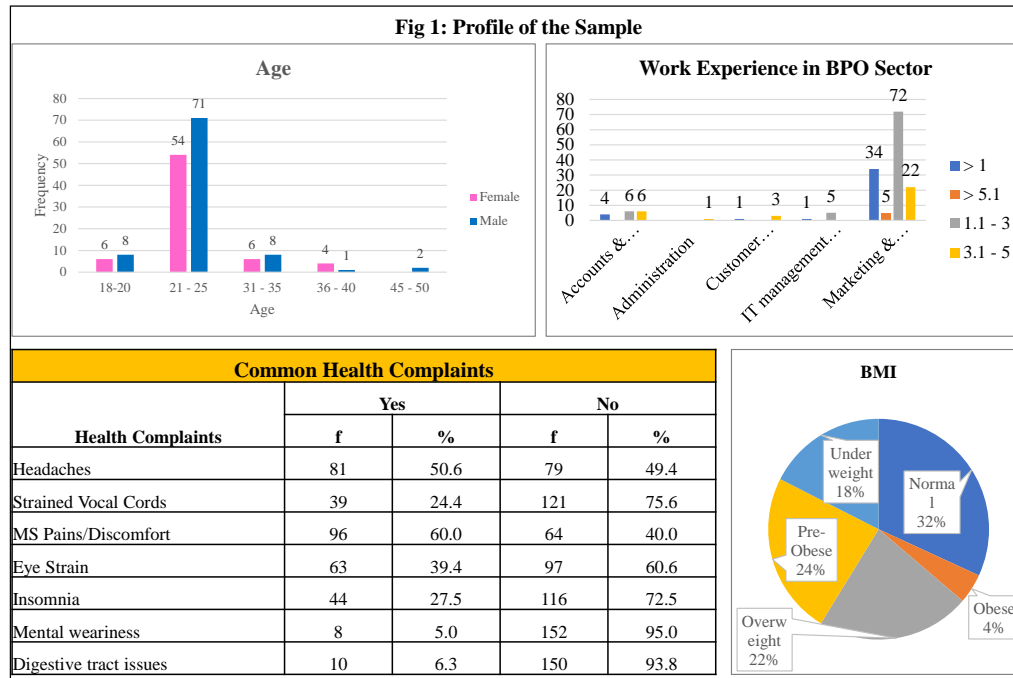 Fig 1: Profile of the Sample
Age
80
70
60
50
40
30
20
10
0
Frequency
6
8
54
71
6
8
4
1
2
18-20
21 - 25
31 - 35
36 - 40
45 - 50
Age
Female
Male
Work Experience in BPO Sector
80
70
60
50
40
30
20
10
0
4
6
6
1
1
3
1
5
34
5
72
22
Accounts &...
Administration
Customer...
IT management...
Marketing &...
> 1
> 5.1
1.1 - 3
3.1 - 5
Common Health Complaints
Health Complaints Yes No
f % f %
Headaches 81 50.6 79 49.4
Strained Vocal Cords 39 24.4 121 75.6
MS Pains/Discomfort 96 60.0 64 40.0
Eye Strain 63 39.4 97 60.6
Insomnia 44 27.5 116 72.5
Mental weariness 8 5.0 152 95.0
Digestive tract issues 10 6.3 150 93.8
BMI
Under
weight
18%
Norma
l
32%
Pre-
Obese
24%
Obese
4%
Overw
eight
22%